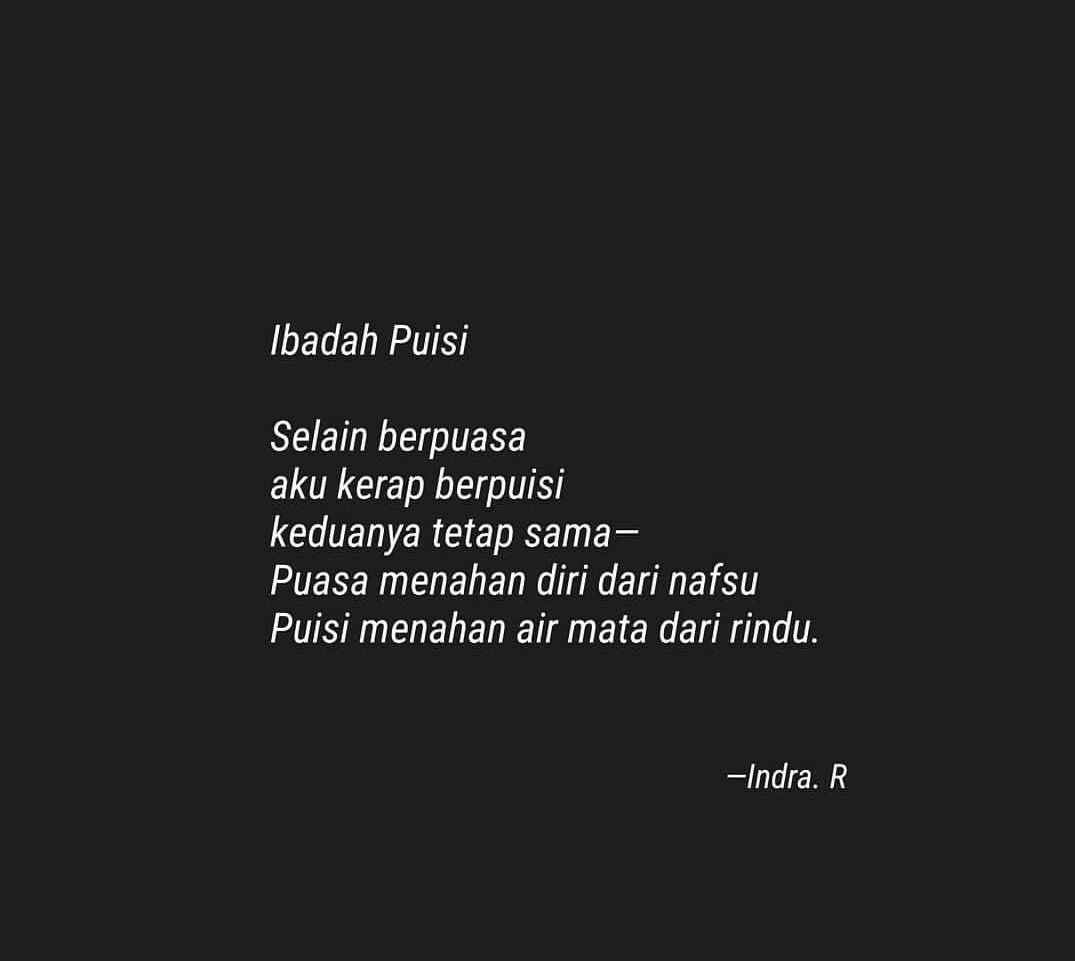 Ibadah Puisi
Selain berpuasa
aku kerap berpuisi
keduanya tetap sama—
Puasa menahan diri dari nafsu
Puisi menahan air mata dari rindu.
—Indra. R